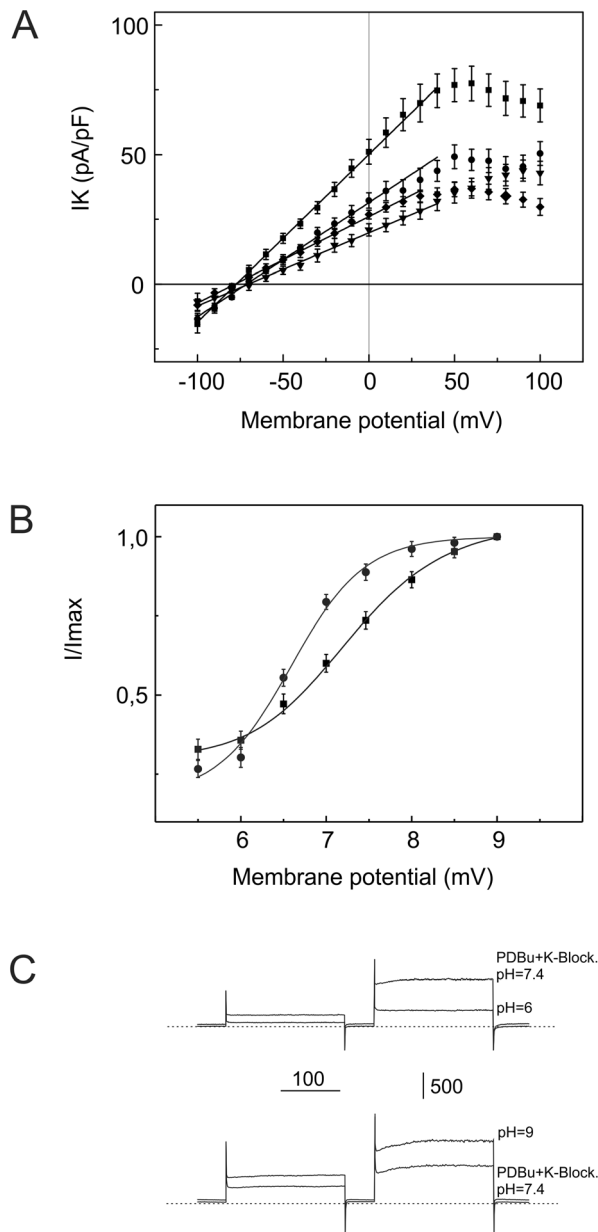 A
100
50
0
IK (pA/pF)
-100 -50 0 50 100
Membrane potential (mV)
B
1,0
0,5
I/Imax
6 7 8 9
Membrane potential (mV)
C
PDBu+K-Block.
pH=7.4
pH=6
100
500
pH=9
PDBu+K-Block.
pH=7.4